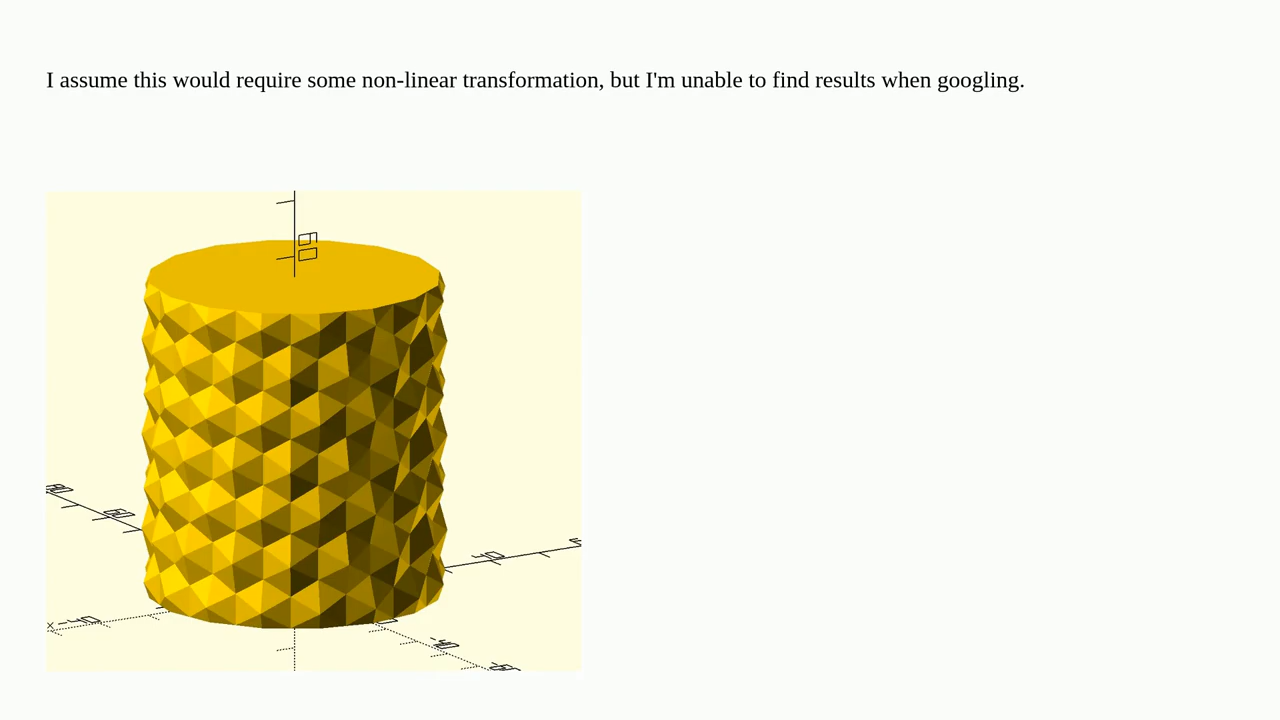 I assume this would require some non-linear transformation, but I'm unable to find results when googling.